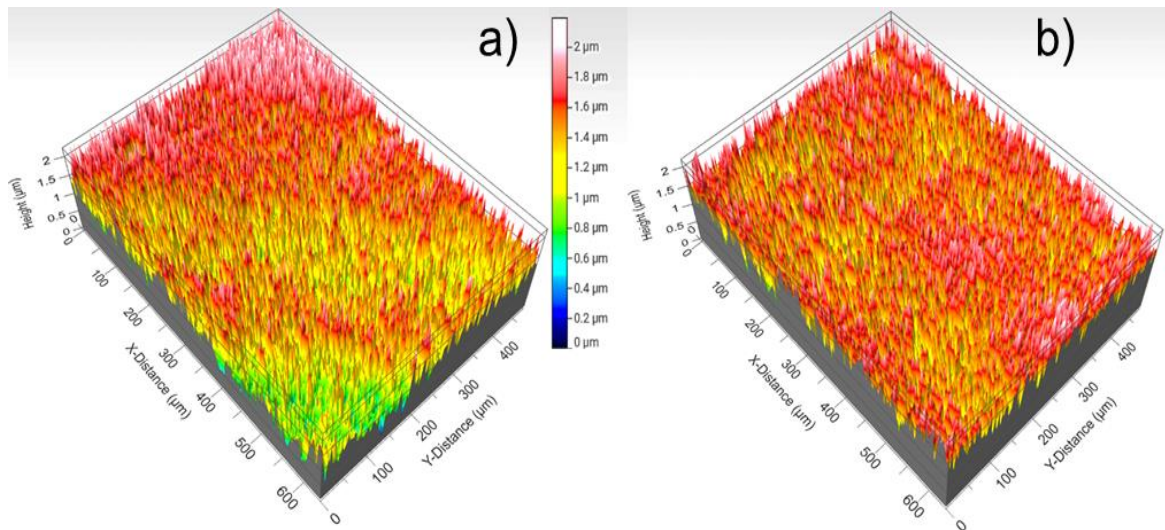 a)
2 µm
1.8 µm
1.6 µm
1.4 µm
1.2 µm
1 µm
0.8 µm
0.6 µm
0.4 µm
0.2 µm
0 µm
2
1.5
1
0.5
0
Height (µm)
0
100
200
300
400
500
600
X-Distance (µm)
0
100
200
300
400
Y-Distance (µm)
b)
2
1.5
1
0.5
0
Height (µm)
0
100
200
300
400
500
600
X-Distance (µm)
0
100
200
300
400
Y-Distance (µm)